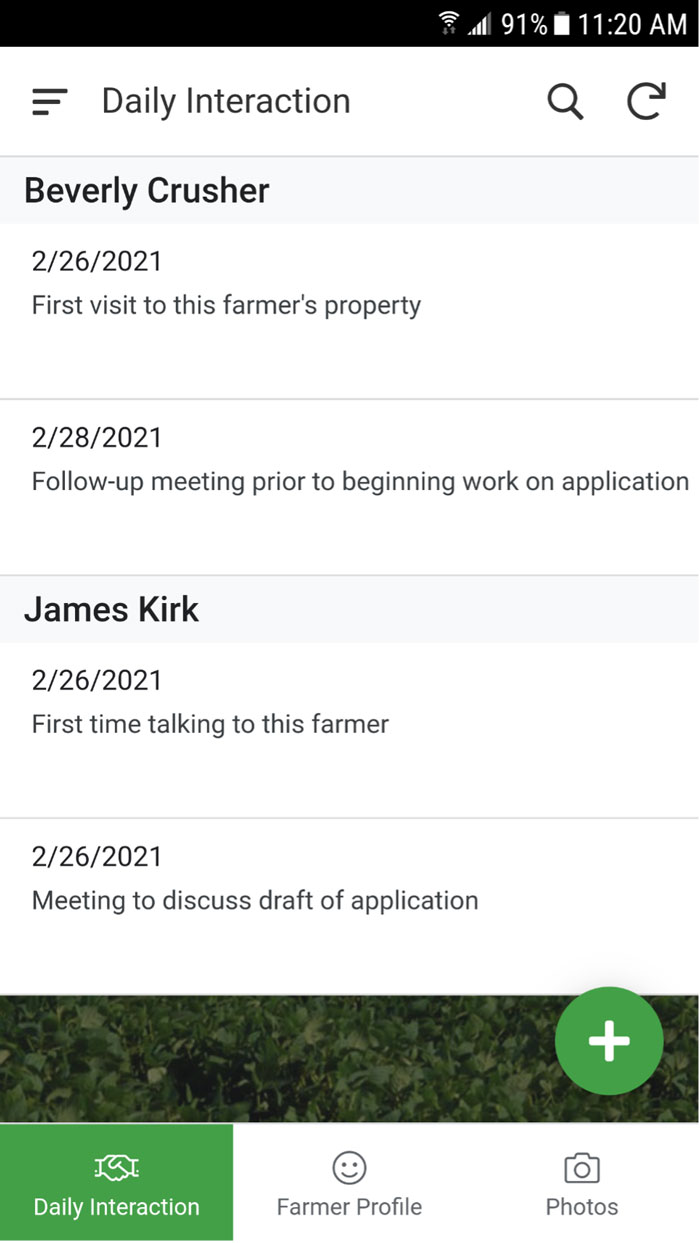 91% 11:20 AM
Daily Interaction
Beverly Crusher
2/26/2021
First visit to this farmer's property
2/28/2021
Follow-up meeting prior to beginning work on application
James Kirk
2/26/2021
First time talking to this farmer
2/26/2021
Meeting to discuss draft of application
Daily Interaction Farmer Profile Photos